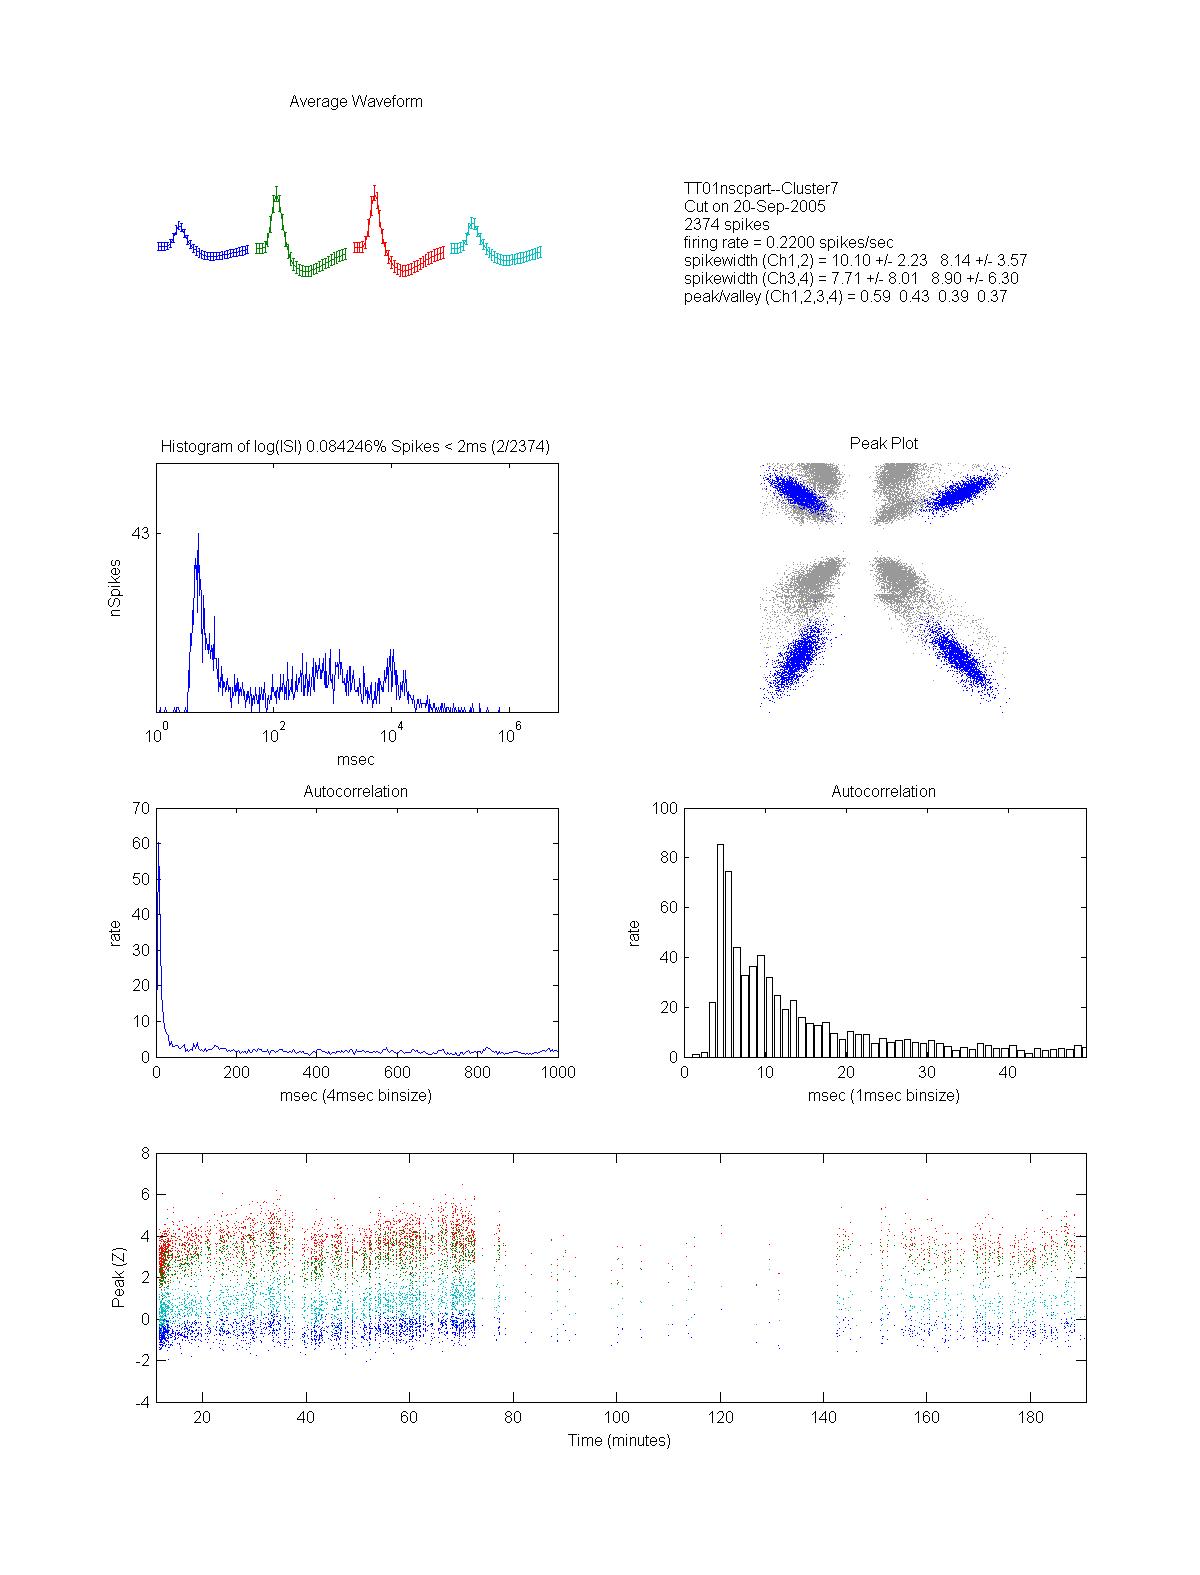 Average Waveform
TT01nscpart--Cluster7
Cut on 20-Sep-2005
2374 spikes
firing rate = 0.2200 spikes/sec
spikewidth (Ch1,2) = 10.10 +/- 2.23   8.14 +/- 3.57
spikewidth (Ch3,4) = 7.71 +/- 8.01   8.90 +/- 6.30
peak/valley (Ch1,2,3,4) = 0.59  0.43  0.39  0.37
Histogram of log(ISI) 0.084246% Spikes < 2ms (2/2374)
43
nSpikes
10^0 10^2 10^4 10^6
msec
Peak Plot
Autocorrelation
70
60
50
40
30
20
10
0
rate
0 200 400 600 800 1000
msec (4msec binsize)
Autocorrelation
100
80
60
40
20
0
rate
0 10 20 30 40
msec (1msec binsize)
8
6
4
2
0
-2
-4
Peak (Z)
20 40 60 80 100 120 140 160 180
Time (minutes)